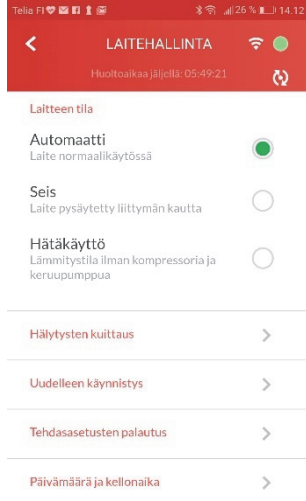 Telia FI 26 % 14.12
LAITEHALLINTA
Huoltoaikaa jäljellä: 05:49:21
Laitteen tila
Automaatti
Laite normaalikäytössä
Seis
Laite pysäytetty liittymän kautta
Hätäkäyttö
Lämmitystila ilman kompressoria ja
keruupumppua
Hälytysten kuittaus
Uudelleen käynnistys
Tehdasasetusten palautus
Päivämäärä ja kellonaika